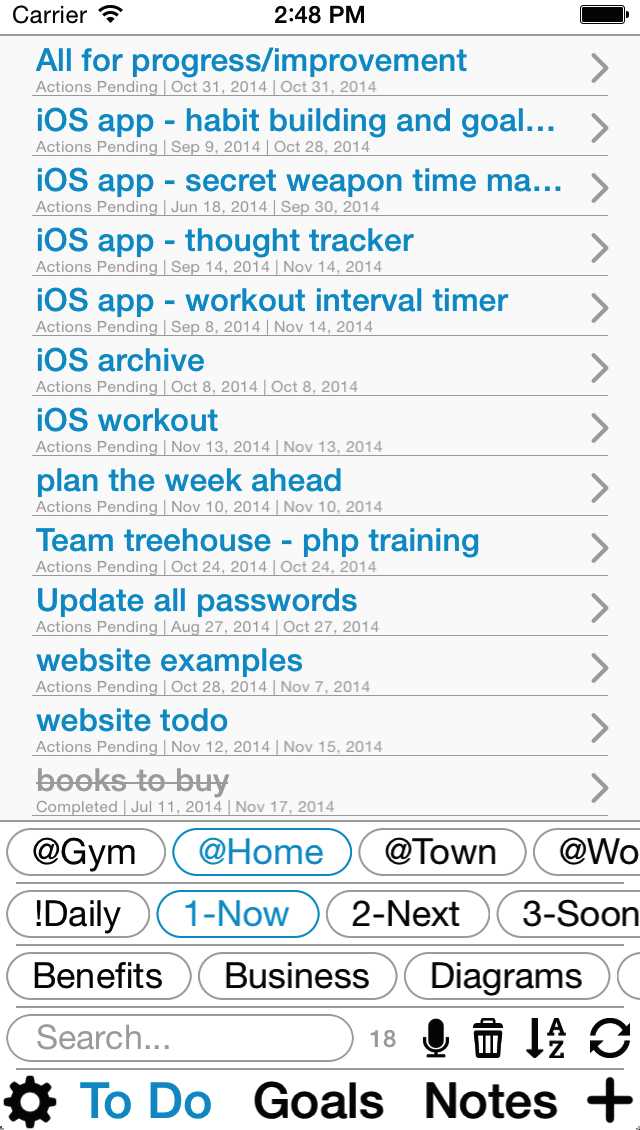 Carrier 2:48 PM
All for progress/improvement
Actions Pending | Oct 31, 2014 | Oct 31, 2014
iOS app - habit building and goal...
Actions Pending | Sep 9, 2014 | Oct 28, 2014
iOS app - secret weapon time ma...
Actions Pending | Jun 18, 2014 | Sep 30, 2014
iOS app - thought tracker
Actions Pending | Sep 14, 2014 | Nov 14, 2014
iOS app - workout interval timer
Actions Pending | Sep 8, 2014 | Nov 14, 2014
iOS archive
Actions Pending | Oct 8, 2014 | Oct 8, 2014
iOS workout
Actions Pending | Nov 13, 2014 | Nov 13, 2014
plan the week ahead
Actions Pending | Nov 10, 2014 | Nov 10, 2014
Team treehouse - php training
Actions Pending | Oct 24, 2014 | Oct 24, 2014
Update all passwords
Actions Pending | Aug 27, 2014 | Oct 27, 2014
website examples
Actions Pending | Oct 28, 2014 | Nov 7, 2014
website todo
Actions Pending | Nov 12, 2014 | Nov 15, 2014
books to buy
Completed | Jul 11, 2014 | Nov 17, 2014
@Gym @Home @Town @Wo
!Daily 1-Now 2-Next 3-Soon
Benefits Business Diagrams
Search... 18 A Z
To Do Goals Notes +